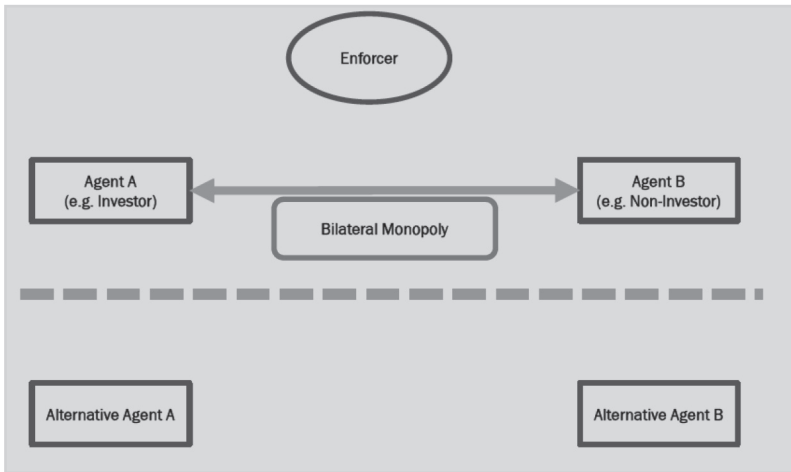 Enforcer
Agent A
(e.g. Investor)
Agent B
(e.g. Non-Investor)
Bilateral Monopoly
Alternative Agent A
Alternative Agent B